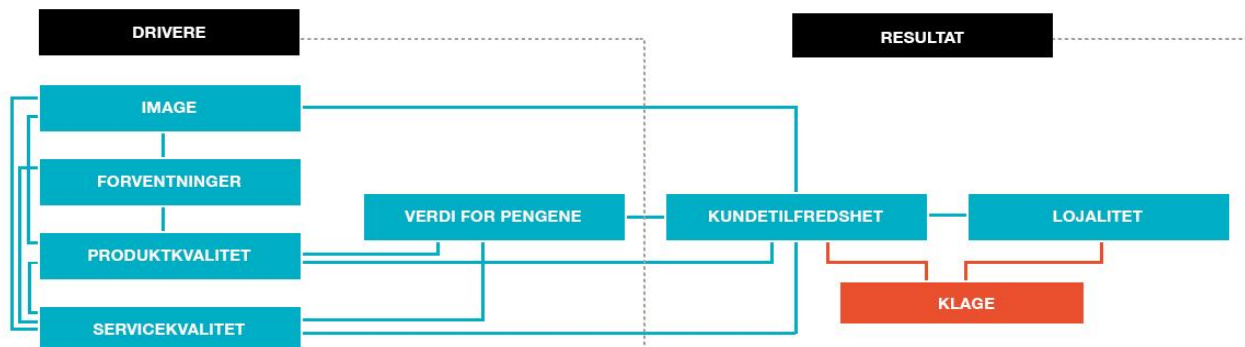 DRIVERE
RESULTAT
IMAGE
FORVENTNINGER
VERDI FOR PENGENE
KUNDETILFREDSHET
LOJALITET
PRODUKTKVALITET
KLAGE
SERVICEKVALITET